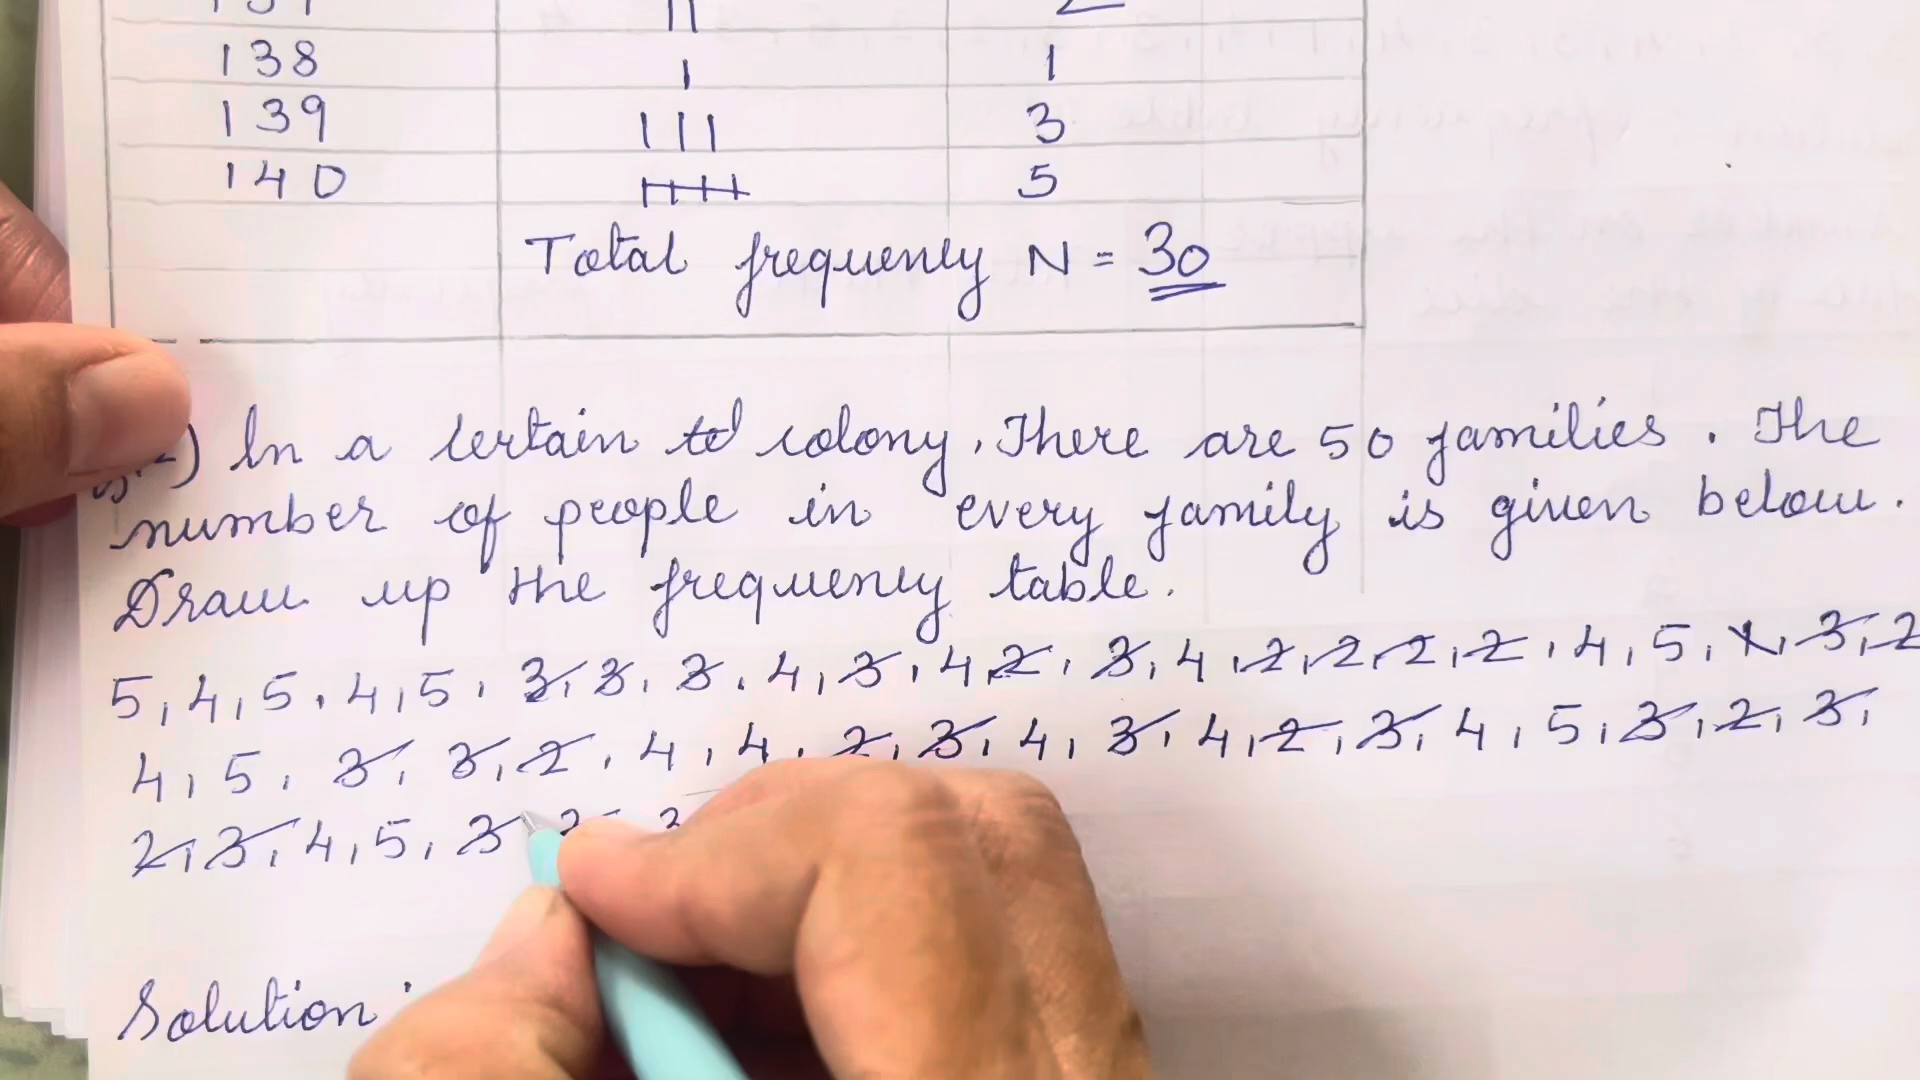 138 | 1
139 ||| 3
140 |||| 5
Total frequency N = 30
) In a certain colony, There are 50 families. The
number of people in every family is given below.
Draw up the frequency table.
5, 4, 5, 4, 5, 3, 3, 3, 4, 3, 4, 2, 3, 4, 2, 2, 2, 2, 4, 5, 1, 3, 2
4, 5, 3, 3, 2, 4, 4, 2, 3, 4, 3, 4, 2, 3, 4, 5, 3, 2, 3,
2, 3, 4, 5, 3
Solution :